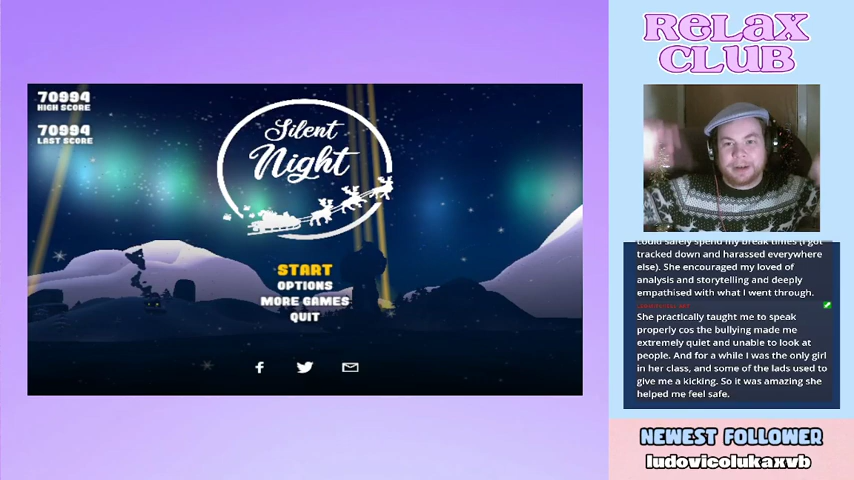 70994
HIGH SCORE
70994
LAST SCORE
Silent
Night
START
OPTIONS
MORE GAMES
QUIT
RELAX
CLUB
could safely spend my break times (I got
tracked down and harassed everywhere
else). She encouraged my loved of
analysis and storytelling and deeply
empathised with what I went through.
She practically taught me to speak
properly cos the bullying made me
extremely quiet and unable to look at
people. And for a while I was the only girl
in her class, and some of the lads used to
give me a kicking. So it was amazing she
helped me feel safe.
NEWEST FOLLOWER
ludovicolukaxvb